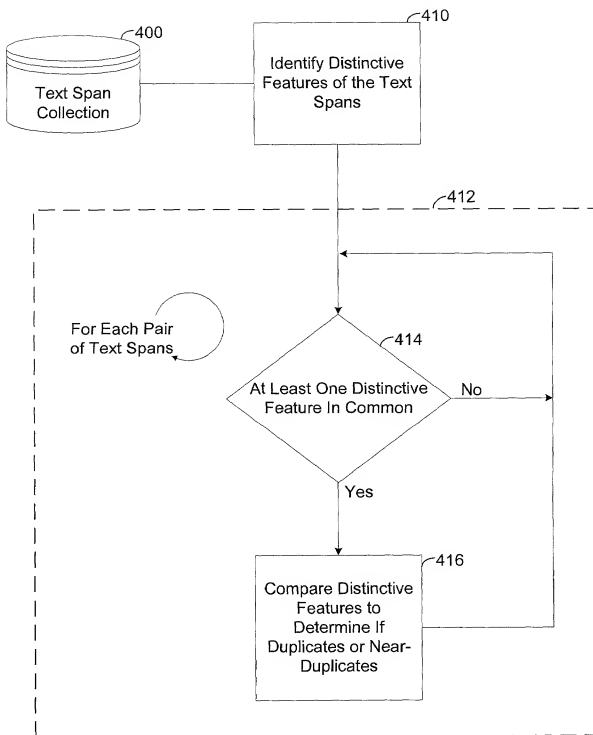 400
Text Span
Collection
410
Identify Distinctive
Features of the Text
Spans
412
For Each Pair
of Text Spans
414
At Least One Distinctive
Feature In Common
No
Yes
416
Compare Distinctive
Features to
Determine If
Duplicates or Near-
Duplicates